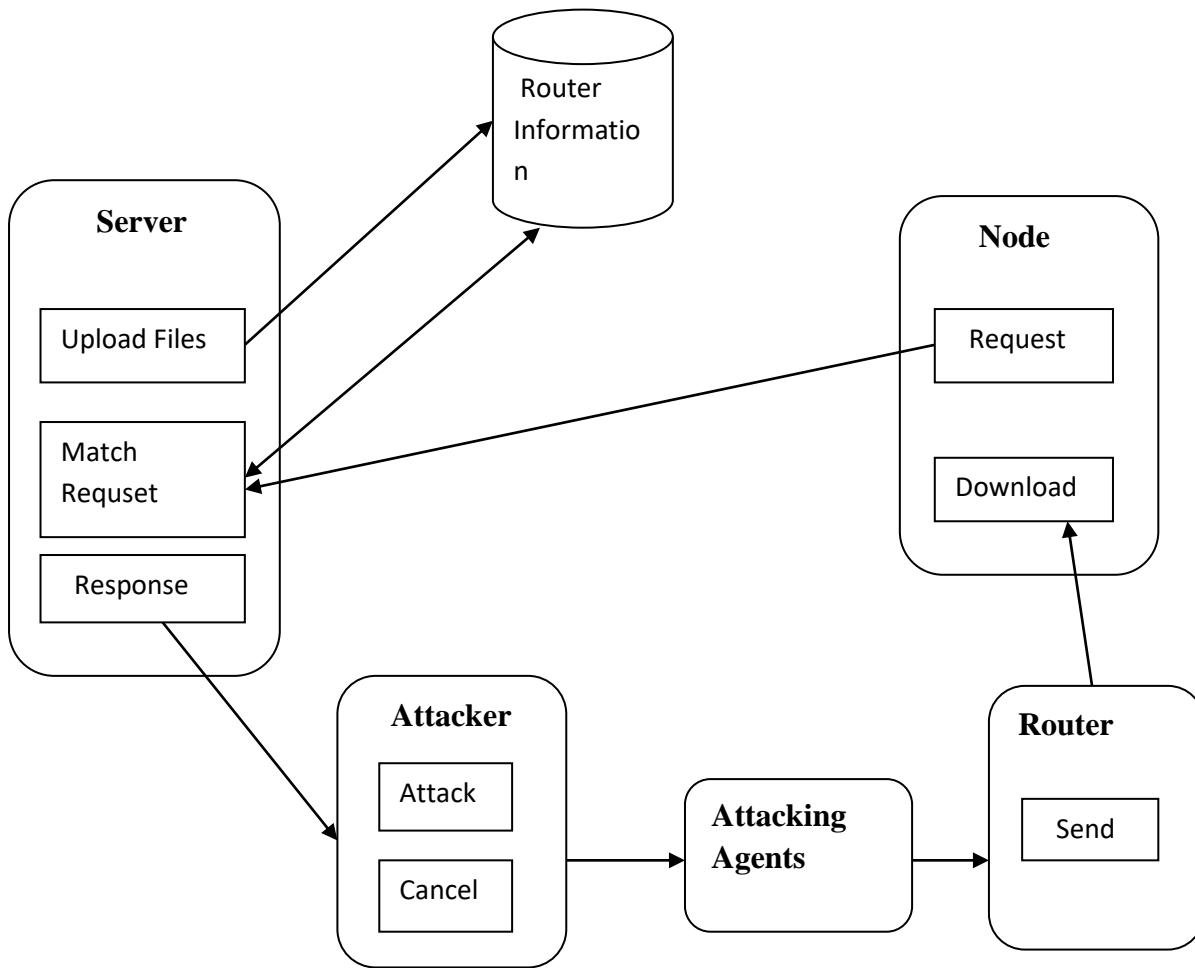 Router
Informatio
n
Server
Upload Files
Match
Requset
Response
Node
Request
Download
Attacker
Attack
Cancel
Attacking
Agents
Router
Send